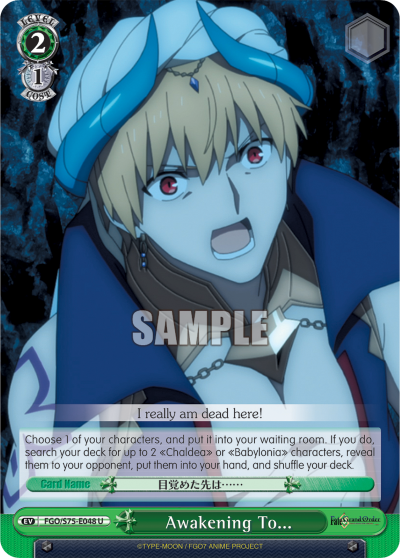 LEVEL
2
1
COST
SAMPLE
I really am dead here!
Choose 1 of your characters, and put it into your waiting room. If you do,
search your deck for up to 2 «Chaldea» or «Babylonia» characters, reveal
them to your opponent, put them into your hand, and shuffle your deck.
Card Name 目覚めた先は……
EV FGO/S75-E048 U Awakening To... Fate/Grand Order
©TYPE-MOON / FGO7 ANIME PROJECT